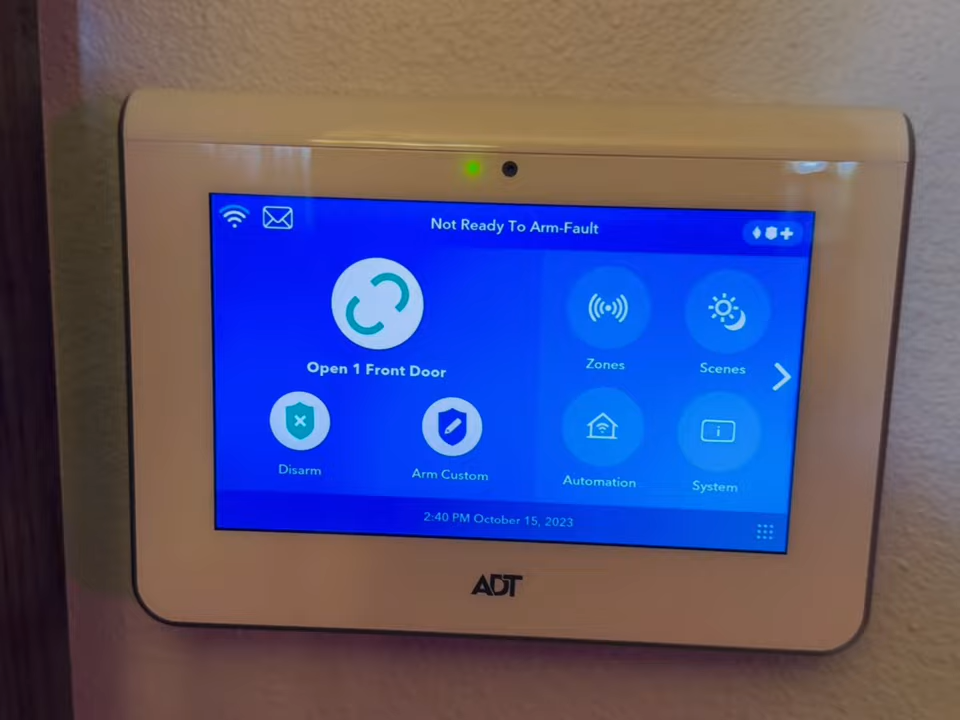 Not Ready To Arm-Fault
Open 1 Front Door
Zones
Scenes
Disarm
Arm Custom
Automation
System
2:40 PM October 15, 2023
ADT